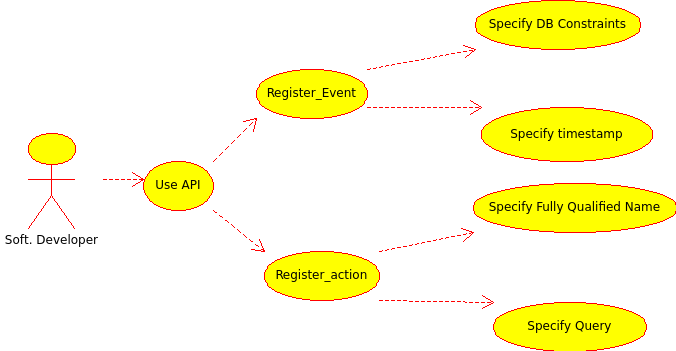 Specify DB Constraints
Register_Event
Specify timestamp
Use API
Specify Fully Qualified Name
Soft. Developer
Register_action
Specify Query